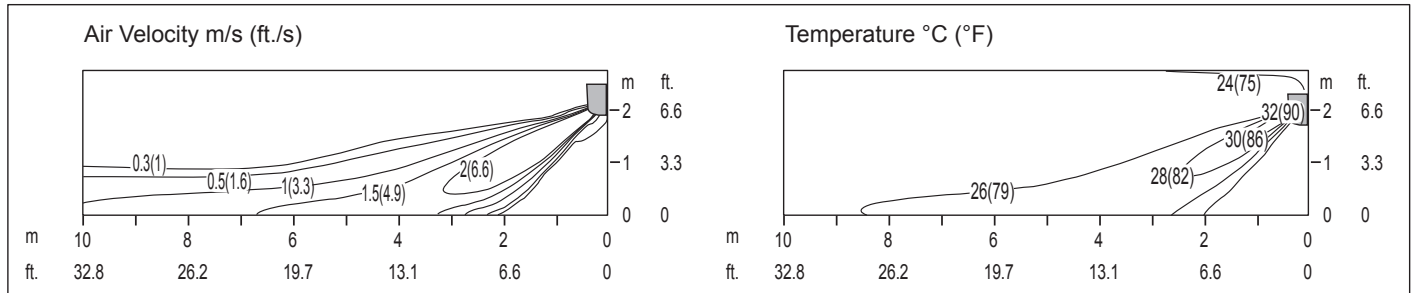 Air Velocity m/s (ft./s)
m ft.
2 6.6
1 3.3
0 0
0.3(1)
0.5(1.6)
1(3.3)
1.5(4.9)
2(6.6)
m 10 8 6 4 2 0
ft. 32.8 26.2 19.7 13.1 6.6 0
Temperature °C (°F)
m ft.
2 6.6
1 3.3
0 0
24(75)
32(90)
30(86)
28(82)
26(79)
m 10 8 6 4 2 0
ft. 32.8 26.2 19.7 13.1 6.6 0